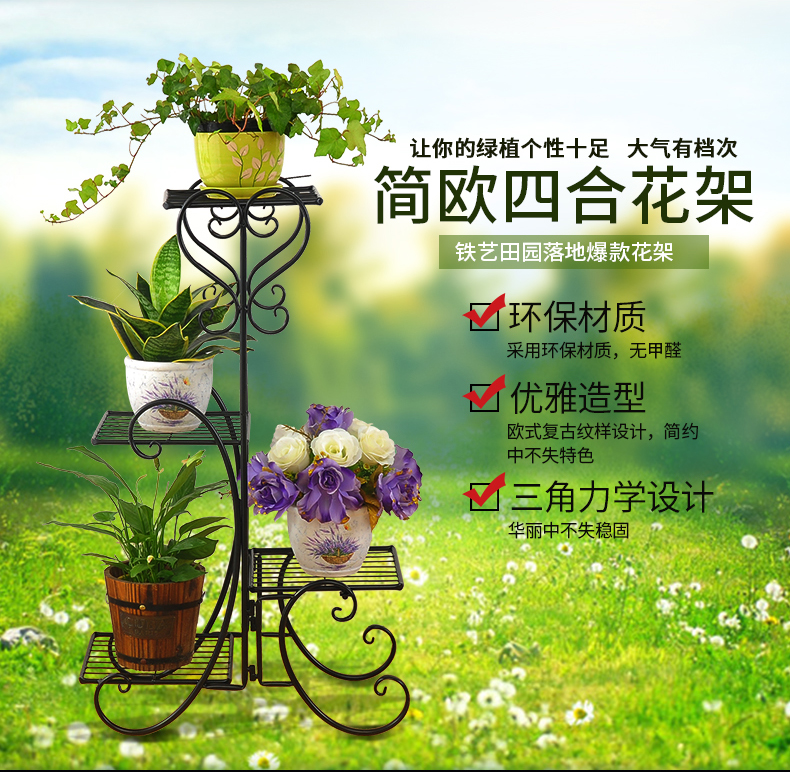 让你的绿植个性十足 大气有档次
简欧四合花架
铁艺田园落地爆款花架
环保材质
采用环保材质，无甲醛
优雅造型
欧式复古纹样设计，简约
中不失特色
三角力学设计
华丽中不失稳固